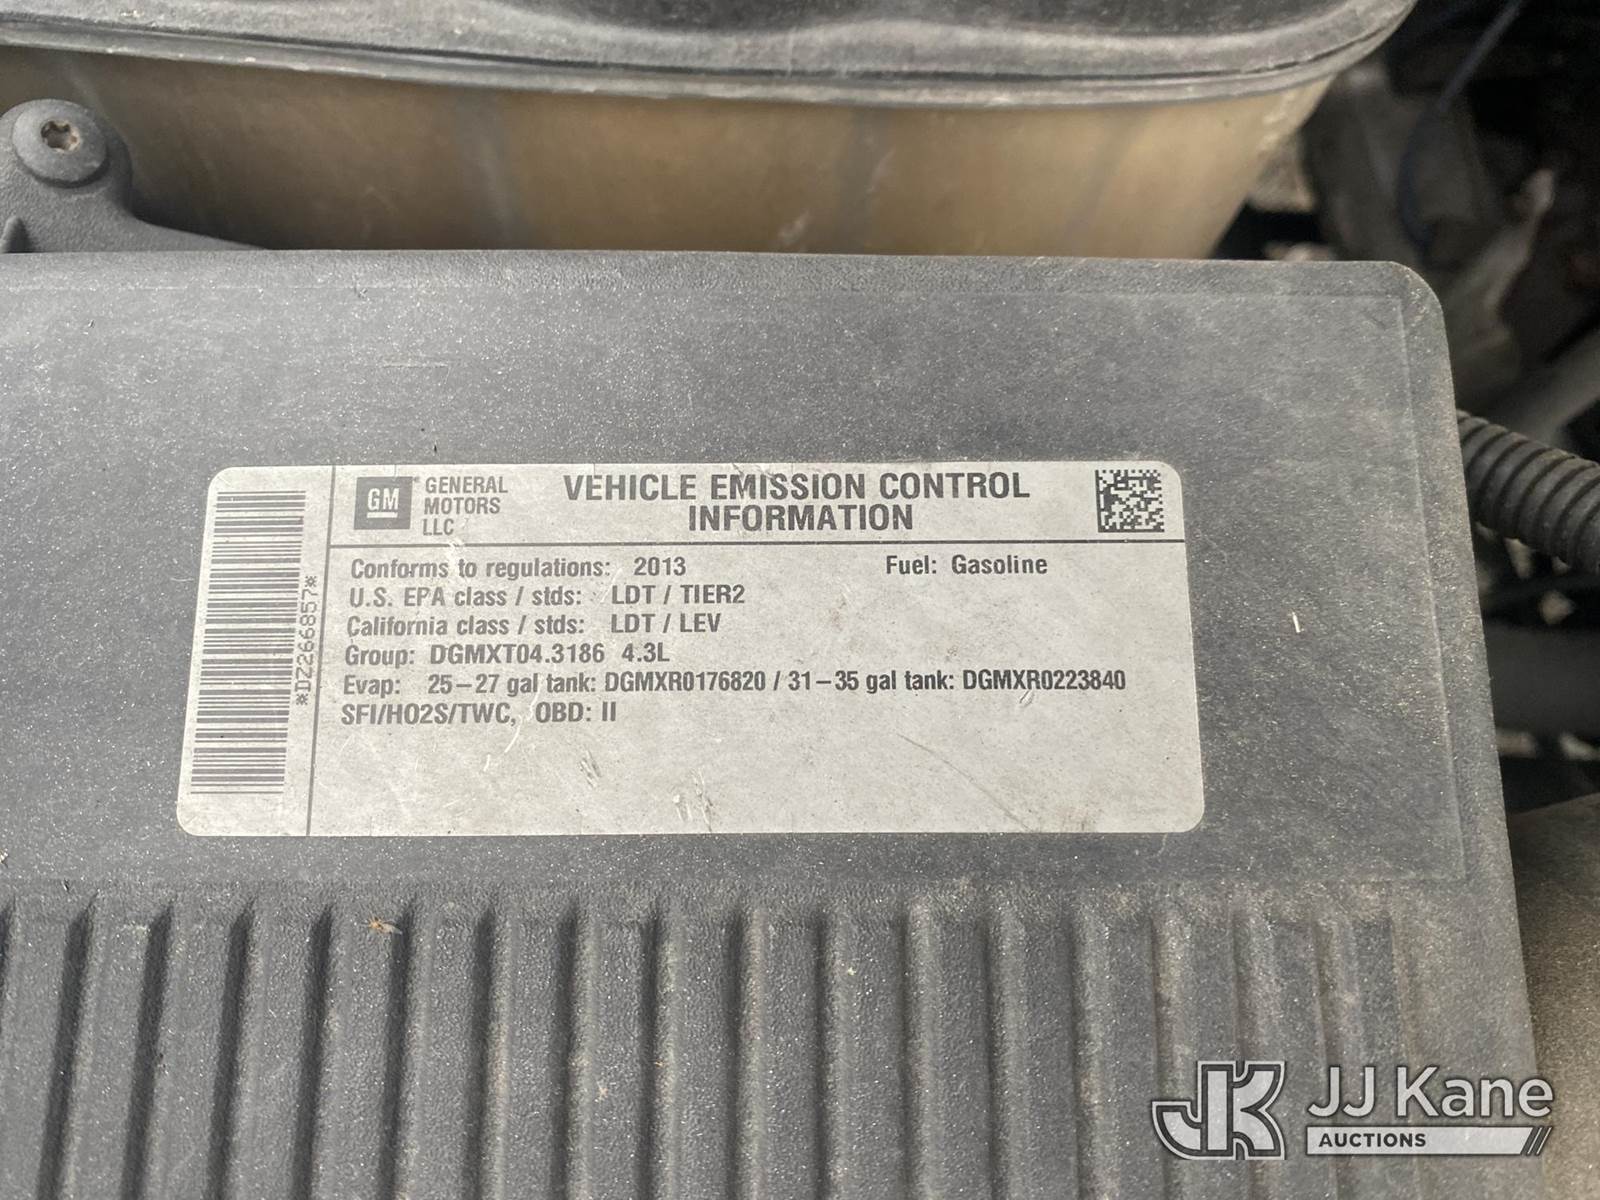 *DZ266857*
GM
GENERAL
MOTORS
LLC
VEHICLE EMISSION CONTROL
INFORMATION
Conforms to regulations: 2013 Fuel: Gasoline
U.S. EPA class / stds: LDT / TIER2
California class / stds: LDT / LEV
Group: DGMXT04.3186 4.3L
Evap: 25-27 gal tank: DGMXR0176820 / 31-35 gal tank: DGMXR0223840
SFI/HO2S/TWC, OBD: II
JK JJ Kane
AUCTIONS